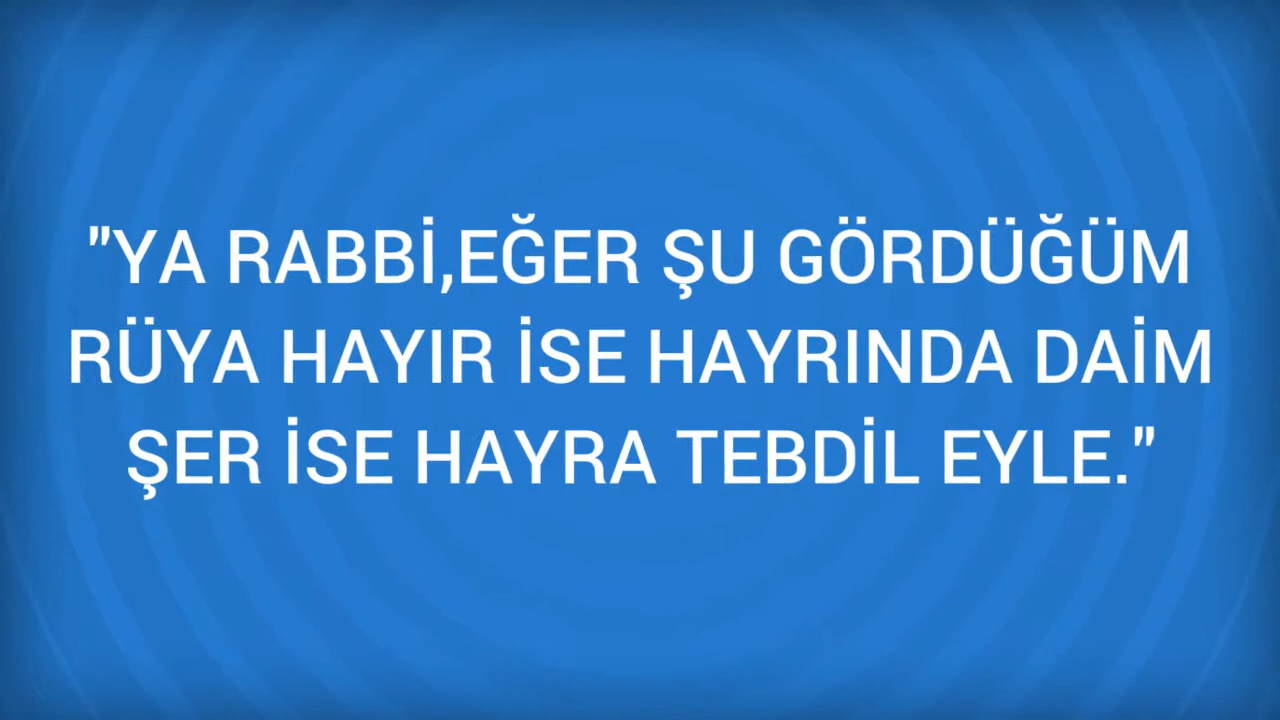 "YA RABBİ,EĞER ŞU GÖRDÜĞÜM
RÜYA HAYIR İSE HAYRINDA DAİM
ŞER İSE HAYRA TEBDİL EYLE."